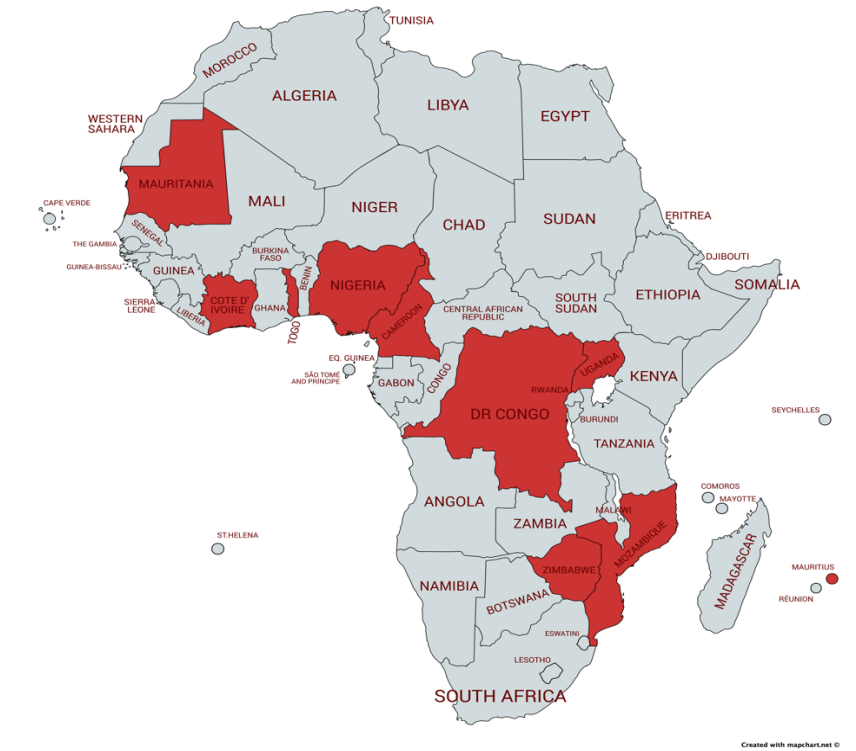 TUNISIA
MOROCCO
ALGERIA
LIBYA
EGYPT
WESTERN
SAHARA
MAURITANIA
MALI
NIGER
CHAD
SUDAN
ERITREA
CAPE VERDE
SENEGAL
THE GAMBIA
GUINEA-BISSAU
GUINEA
BURKINA
FASO
BENIN
NIGERIA
DJIBOUTI
SOMALIA
ETHIOPIA
SOUTH
SUDAN
SIERRA
LEONE
LIBERIA
COTE D'
IVOIRE
GHANA
TOGO
CAMEROON
CENTRAL AFRICAN
REPUBLIC
EQ. GUINEA
SÃO TOMÉ
AND PRÍNCIPE
GABON
CONGO
UGANDA
KENYA
RWANDA
DR CONGO
BURUNDI
TANZANIA
SEYCHELLES
ANGOLA
ZAMBIA
MALAWI
MOZAMBIQUE
COMOROS
MAYOTTE
ST.HELENA
ZIMBABWE
MADAGASCAR
MAURITIUS
RÉUNION
NAMIBIA
BOTSWANA
ESWATINI
LESOTHO
SOUTH AFRICA
Created with mapchart.net ©